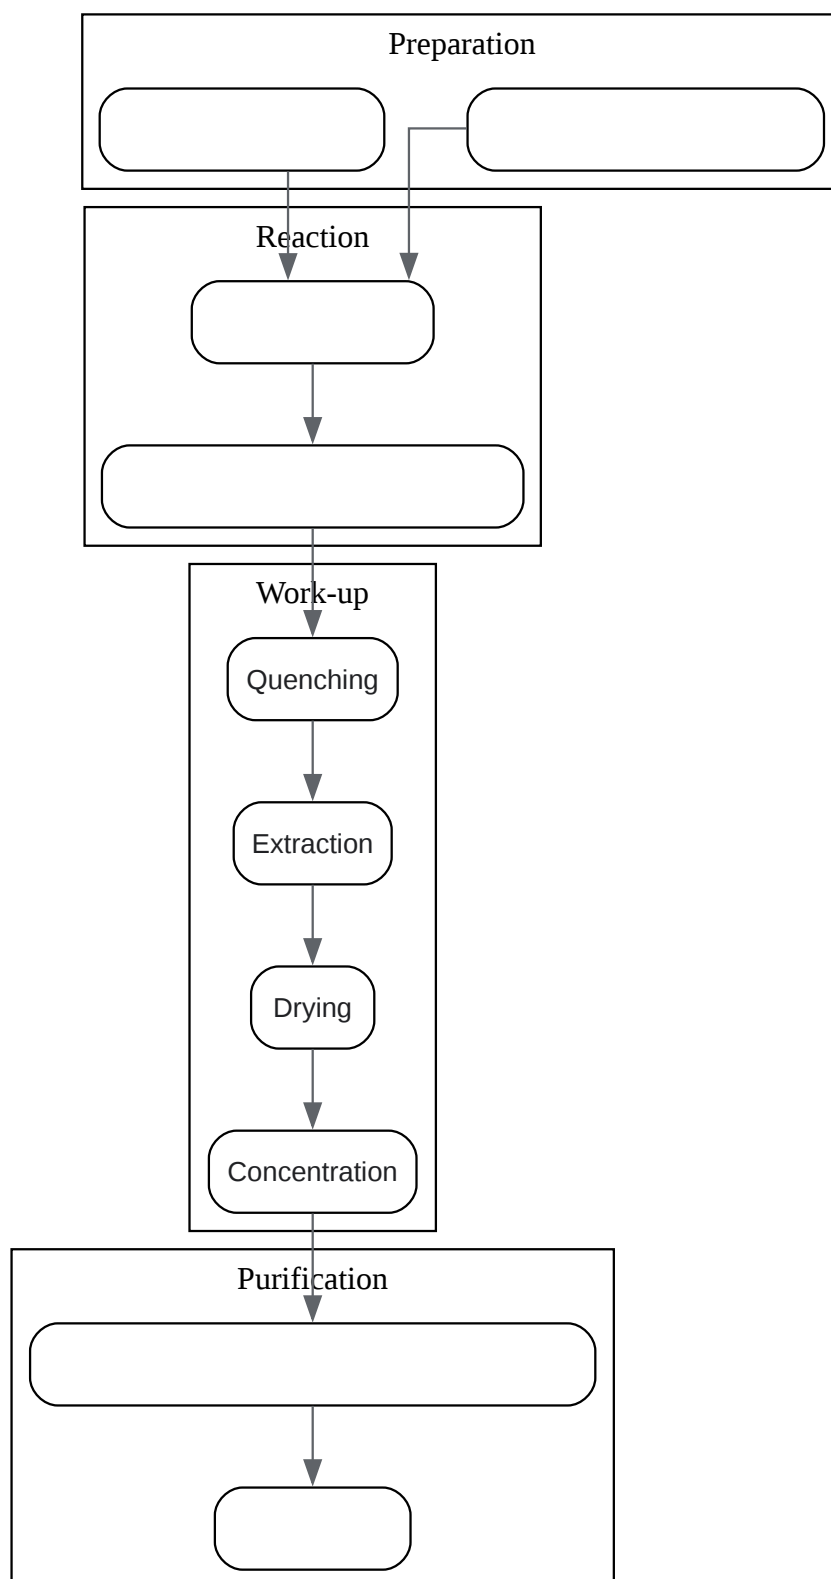 Preparation
Reaction
Work-up
Quenching
Extraction
Drying
Concentration
Purification